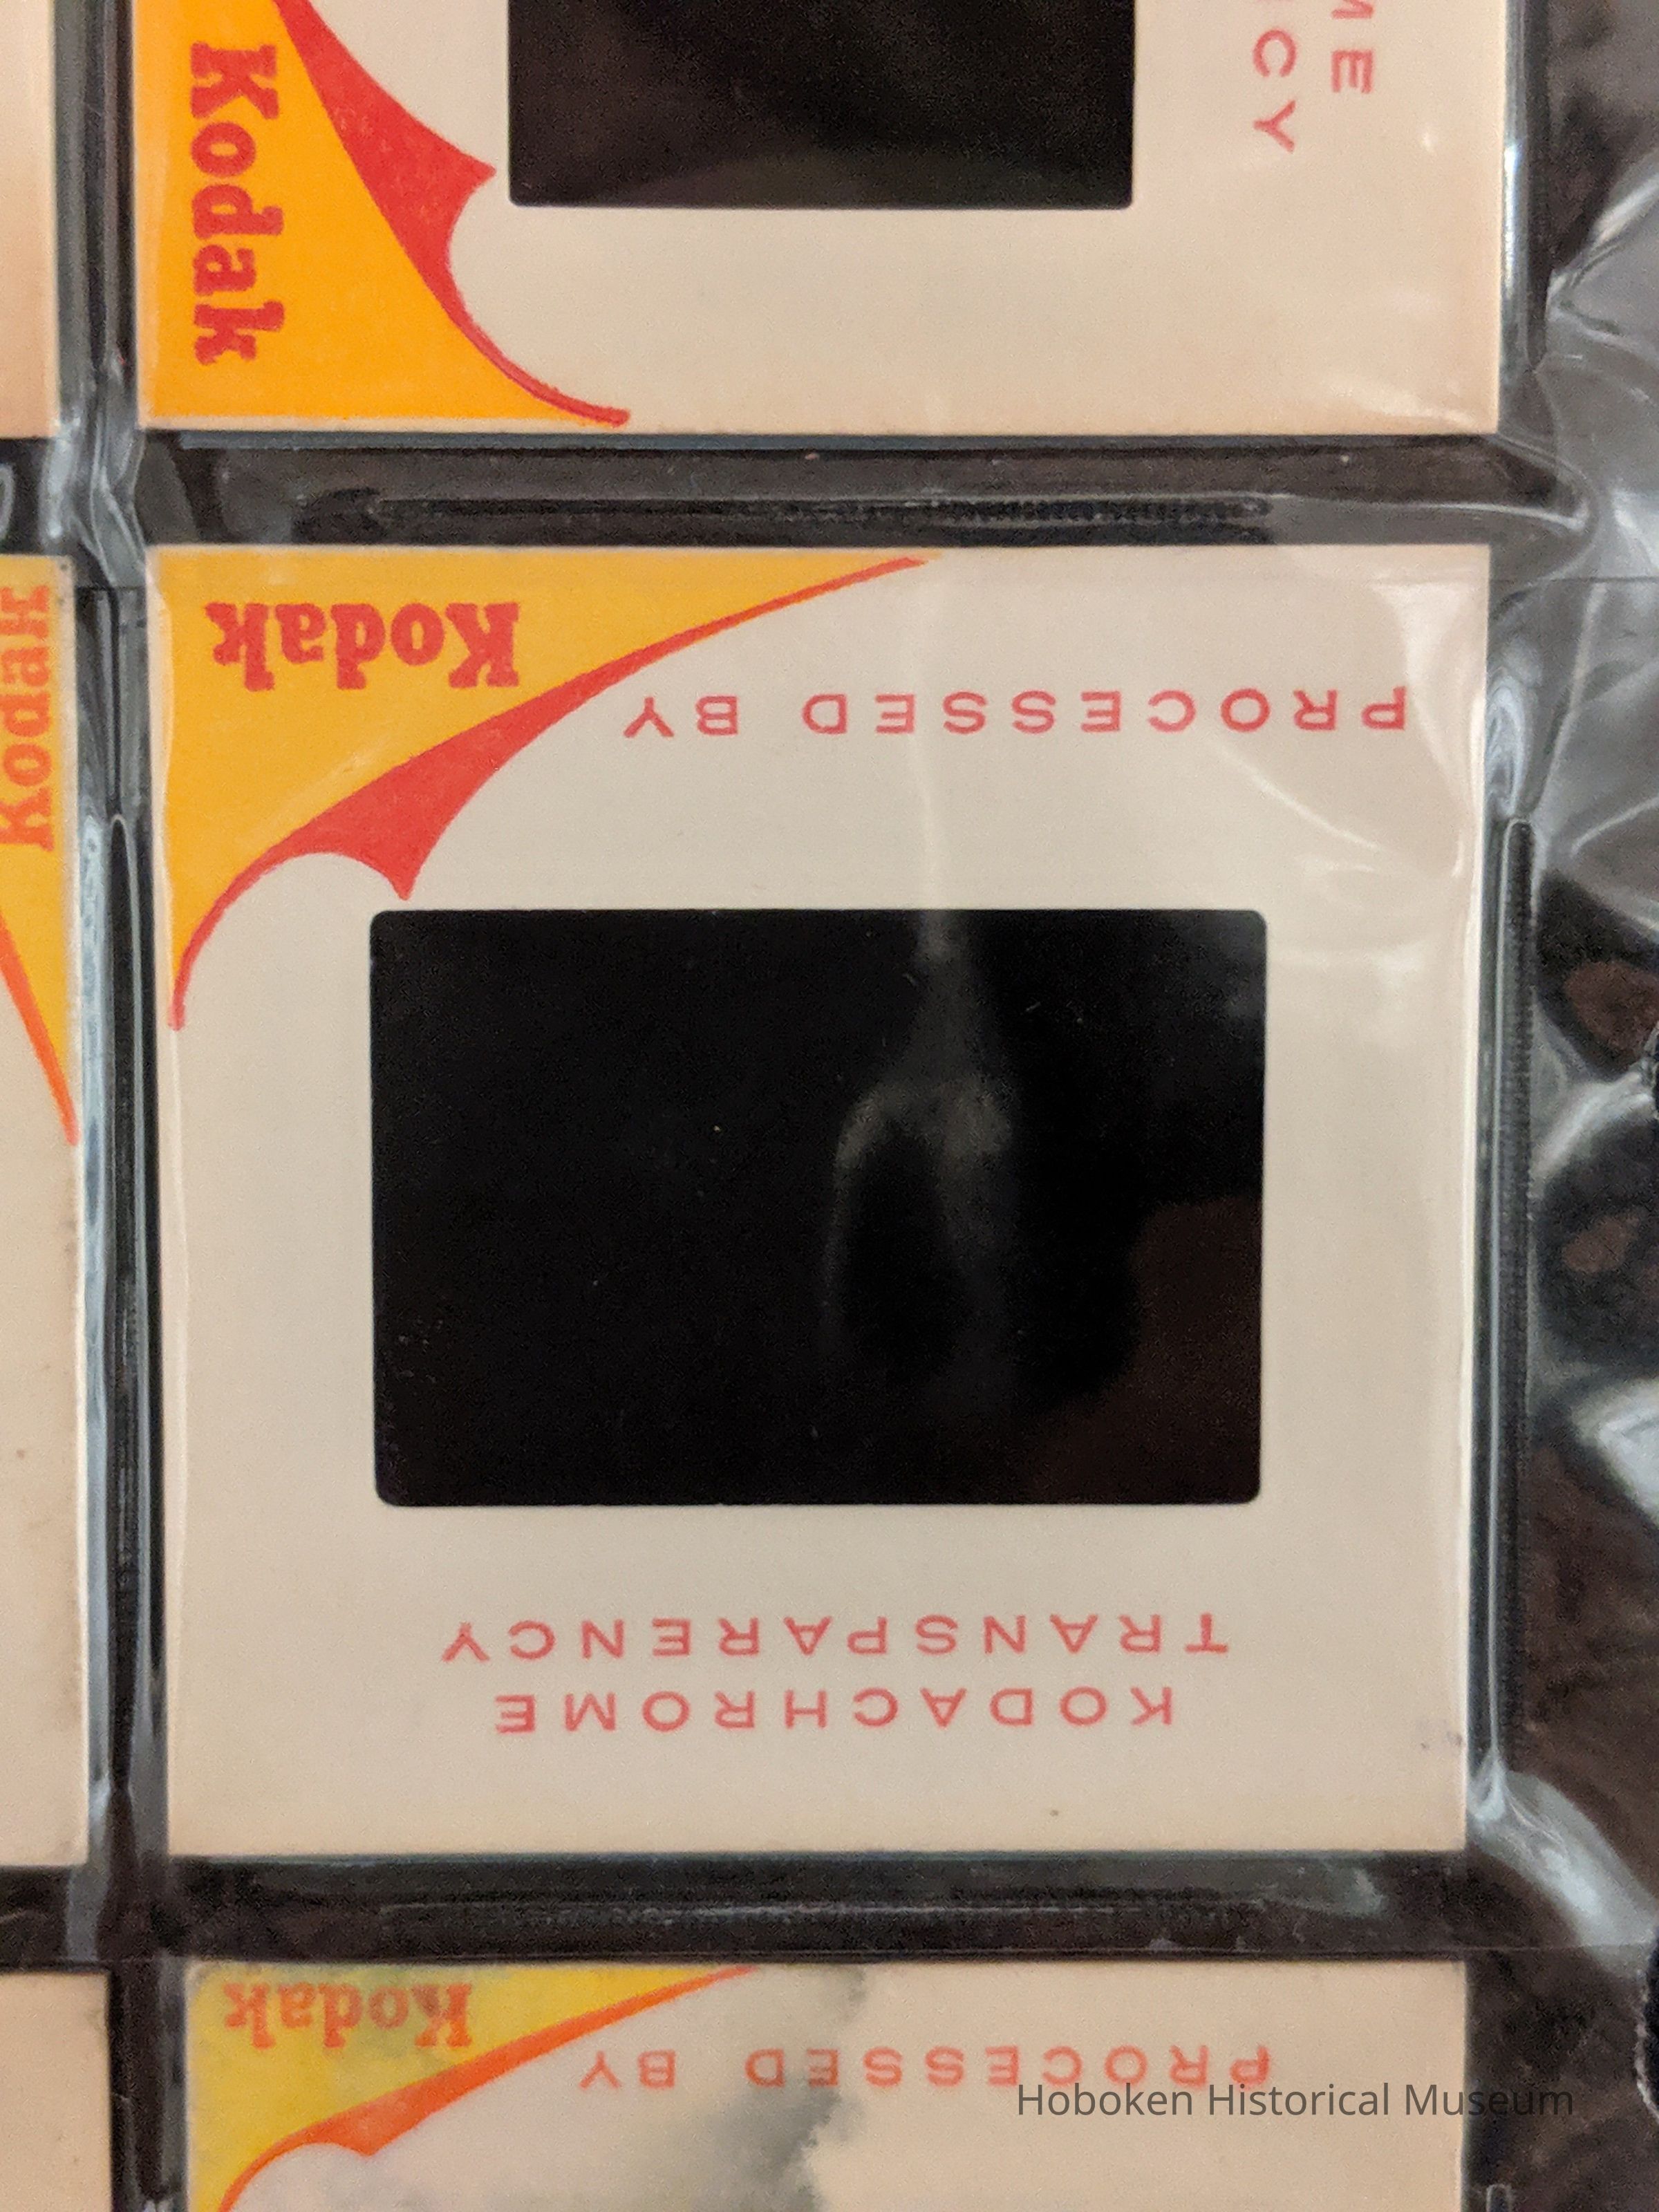 Kodak
ME
CY
Kodak
Kodak
PROCESSED BY
KODACHROME
TRANSPARENCY
Kodak
PROCESSED BY
Hoboken Historical Museum